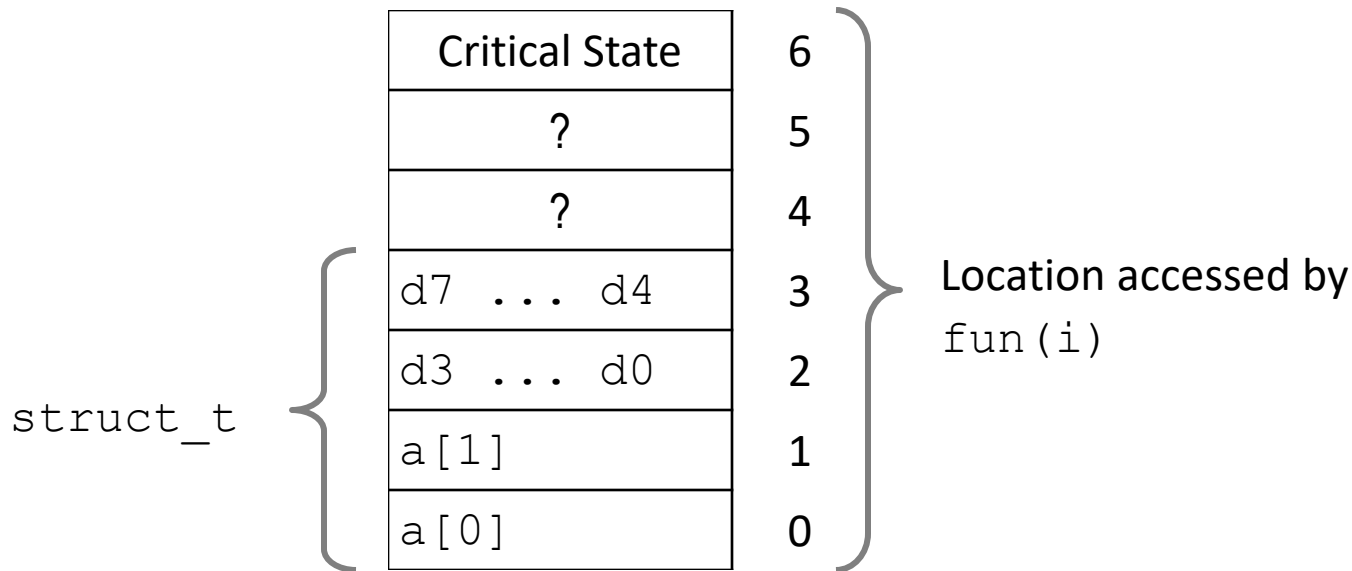 Critical State 6
? 5
? 4
d7 ... d4 3
d3 ... d0 2
a[1] 1
a[0] 0
struct_t
Location accessed by
fun(i)